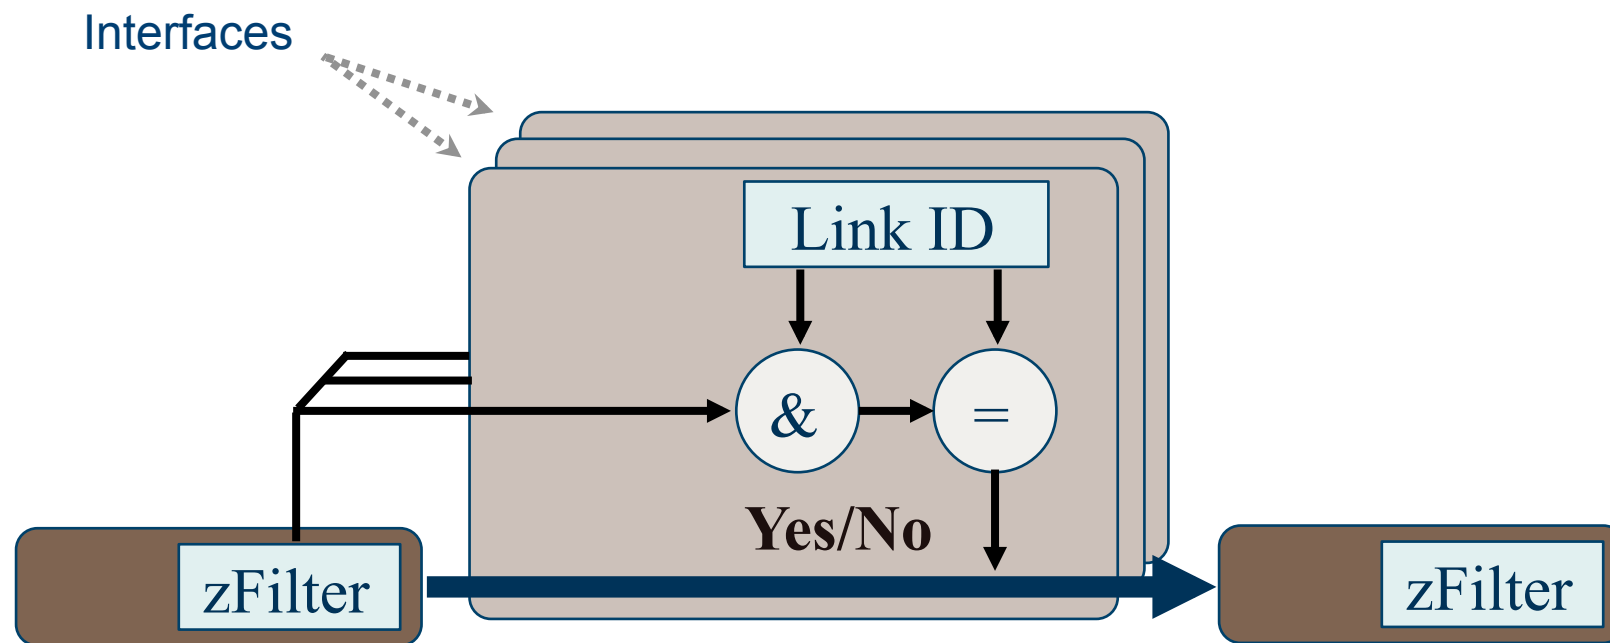 Interfaces
Link ID
& =
Yes/No
zFilter
zFilter